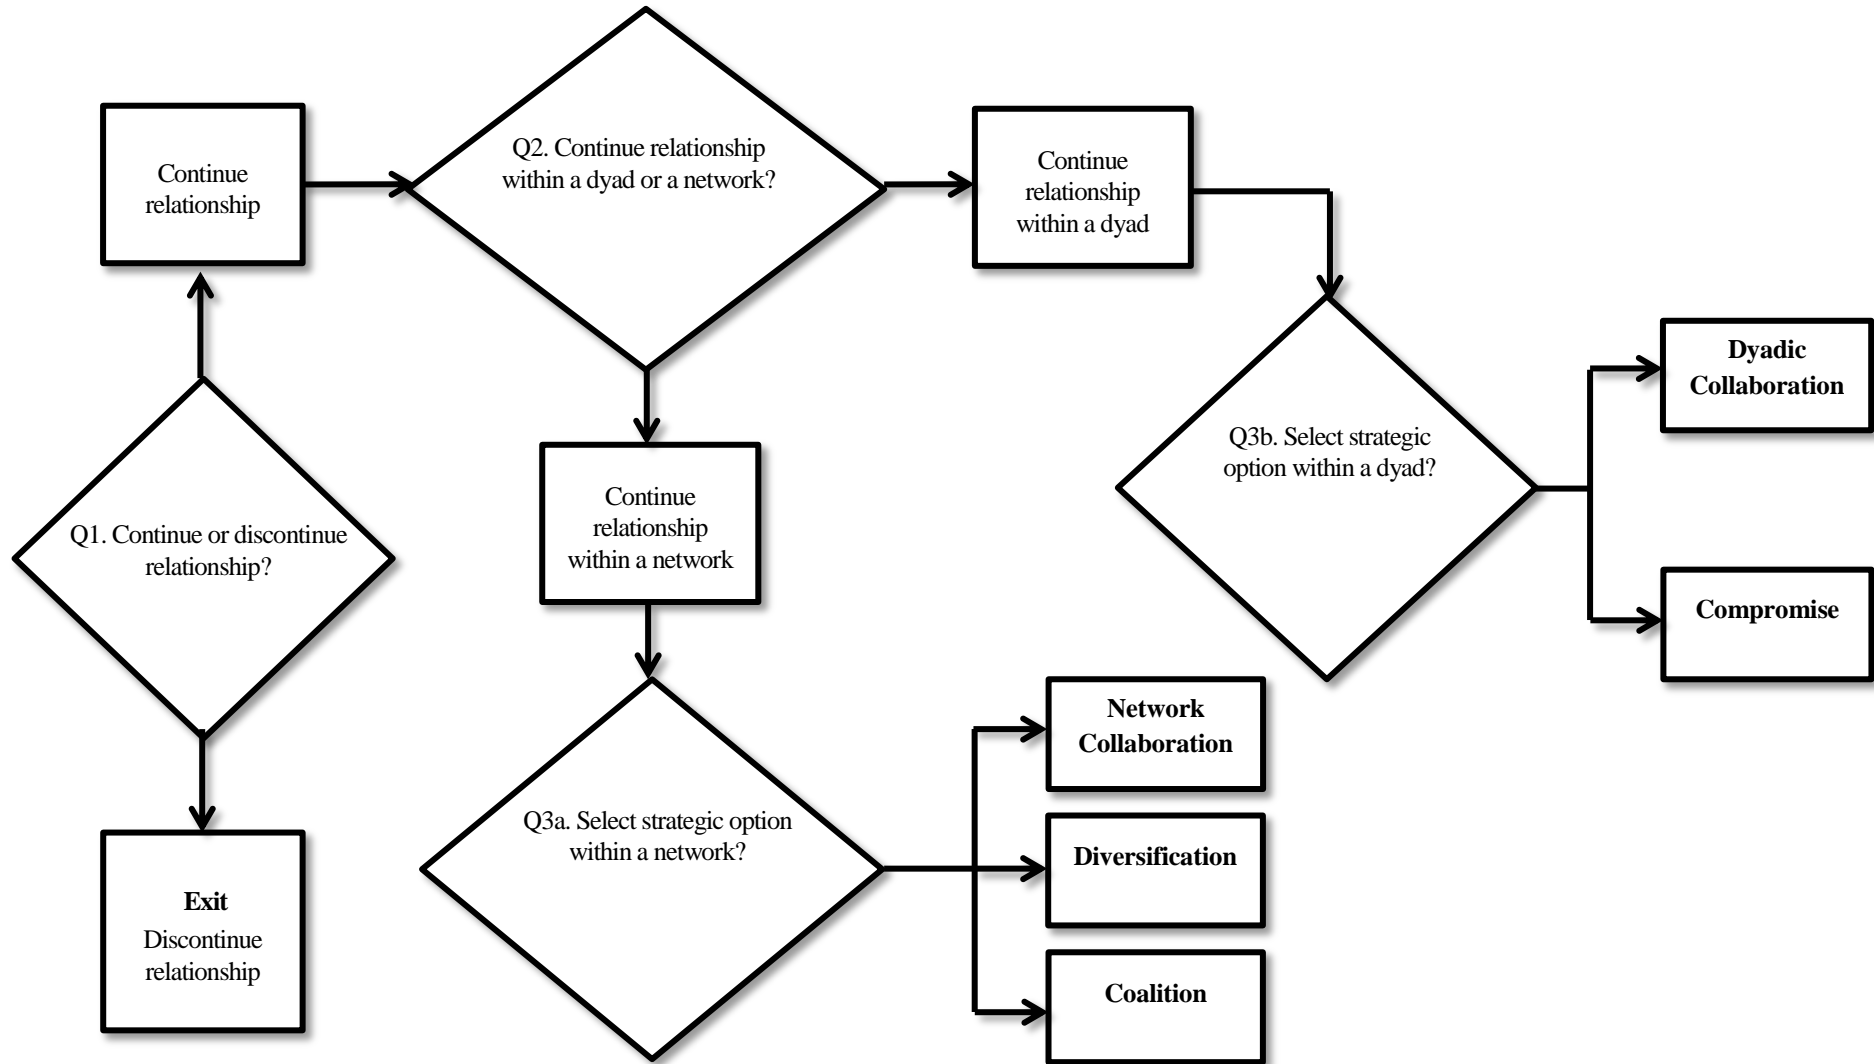 Continue
relationship
Q2. Continue relationship
within a dyad or a network?
Continue
relationship
within a dyad
Q1. Continue or discontinue
relationship?
Exit
Discontinue
relationship
Continue
relationship
within a network
Q3b. Select strategic
option within a dyad?
Dyadic
Collaboration
Compromise
Q3a. Select strategic option
within a network?
Network
Collaboration
Diversification
Coalition